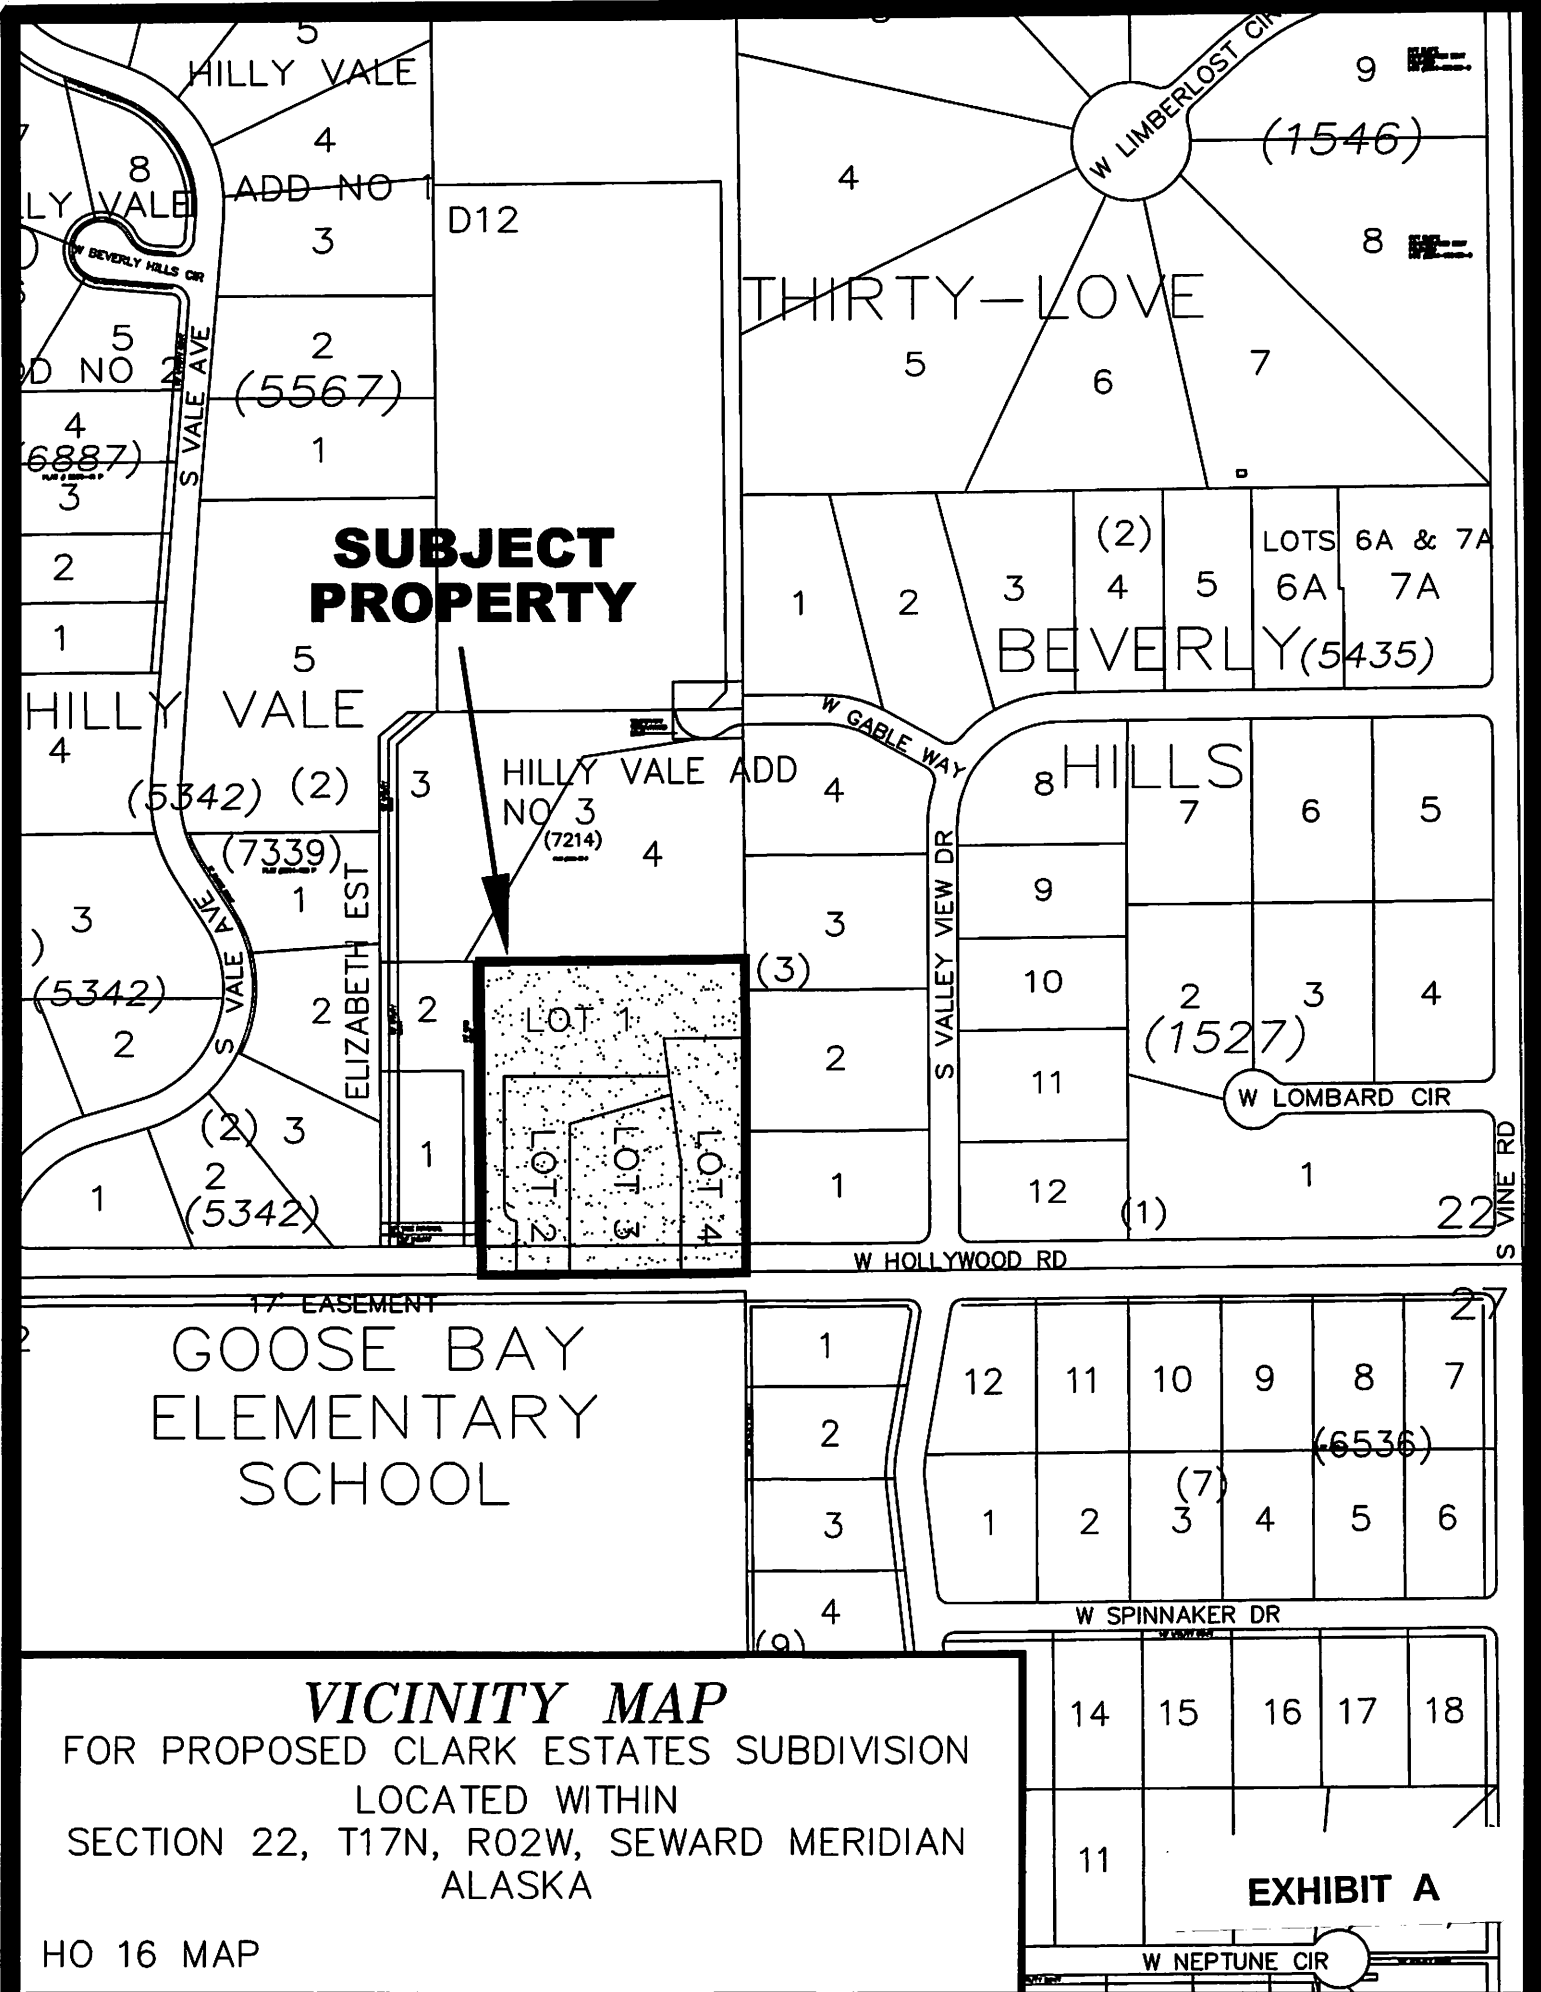 5
HILLY VALE
4
ADD NO 1
3
8
LLY VALE
W BEVERLY HILLS CIR
5
DD NO 2
S VALE AVE
2
(5567)
1
4
(6887)
3
2
1
D12
W LIMBERLOST CIR
9
(1546)
4
8
THIRTY-LOVE
5
6
7
SUBJECT
PROPERTY
1
2
3
(2)
4
5
LOTS 6A & 7A
6A
7A
BEVERLY
(5435)
5
HILLY VALE
4
(5342)
(2)
W GABLE WAY
HILLS
3
HILLY VALE ADD
NO 3
(7214)
4
4
8
7
6
5
(7339)
1
ELIZABETH EST
S VALE AVE
3
(5342)
2
2
2
3
(3)
S VALLEY VIEW DR
9
10
2
3
4
(1527)
LOT 1
LOT 2
LOT 3
LOT 4
2
11
W LOMBARD CIR
S VALE AVE
(2)
3
2
(5342)
1
1
1
12
(1)
1
22
S VINE RD
W HOLLYWOOD RD
17' EASEMENT
27
2
GOOSE BAY
ELEMENTARY
SCHOOL
1
2
3
4
(9)
12
11
10
9
8
7
(6536)
(7)
1
2
3
4
5
6
W SPINNAKER DR
14
15
16
17
18
11
EXHIBIT A
W NEPTUNE CIR
VICINITY MAP
FOR PROPOSED CLARK ESTATES SUBDIVISION
LOCATED WITHIN
SECTION 22, T17N, R02W, SEWARD MERIDIAN
ALASKA
HO 16 MAP